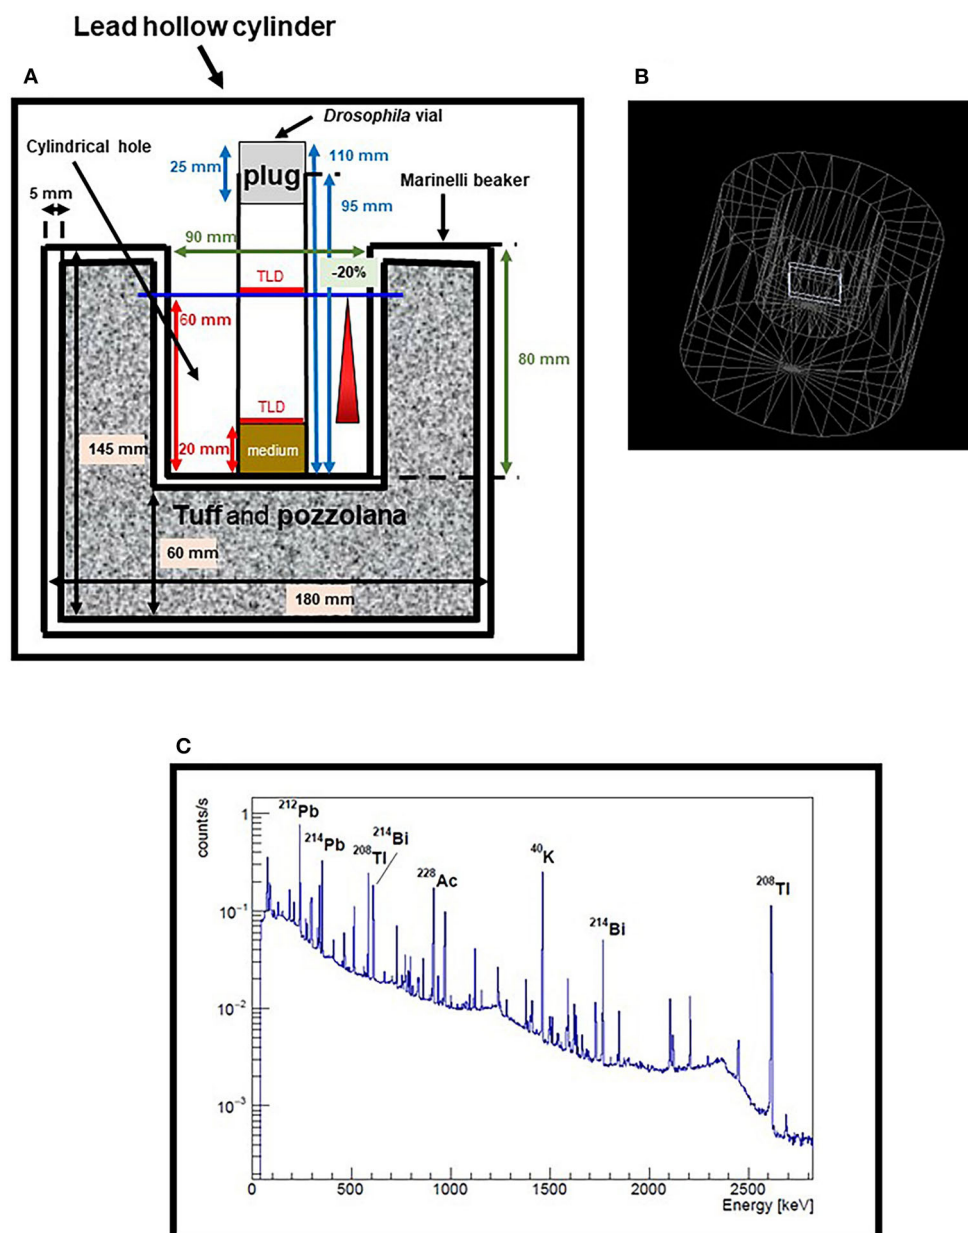 Lead hollow cylinder
A
B
Drosophila vial
Cylindrical hole
110 mm
25 mm
plug
Marinelli beaker
5 mm
95 mm
90 mm
TLD
-20%
60 mm
80 mm
TLD
145 mm
20 mm
medium
Tuff and pozzolana
60 mm
180 mm
C
counts/s
1
10⁻¹
10⁻²
10⁻³
²¹²Pb
²¹⁴Pb
²⁰⁸Tl
²¹⁴Bi
²²⁸Ac
⁴⁰K
²¹⁴Bi
²⁰⁸Tl
0 500 1000 1500 2000 2500
Energy [keV]